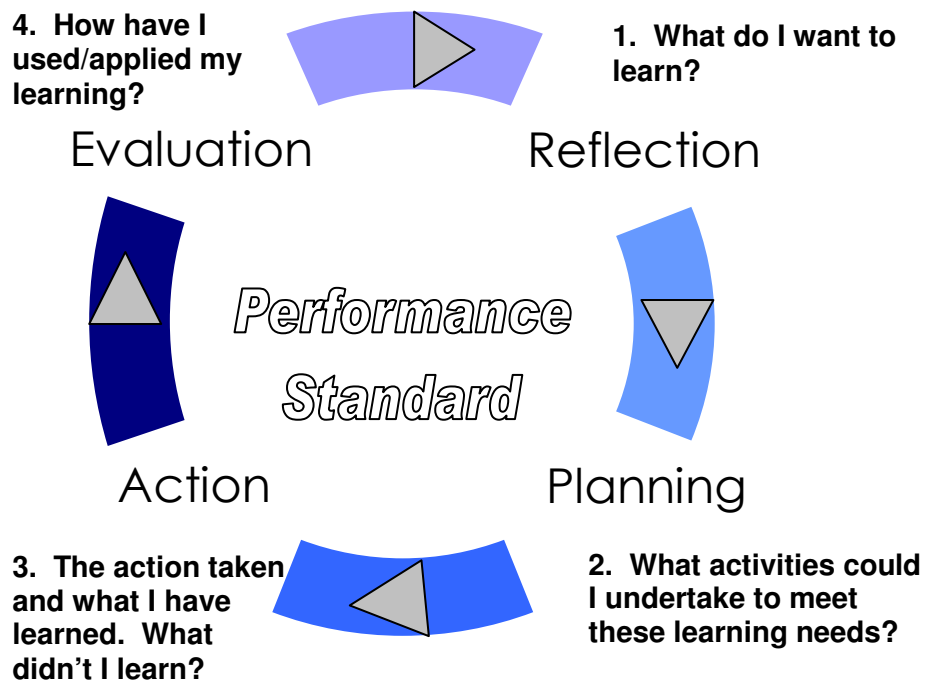 4.  How have I
used/applied my
learning?
1.  What do I want to
learn?
Evaluation
Reflection
Performance
Standard
Action
Planning
3.  The action taken
and what I have
learned.  What
didn't I learn?
2.  What activities could
I undertake to meet
these learning needs?